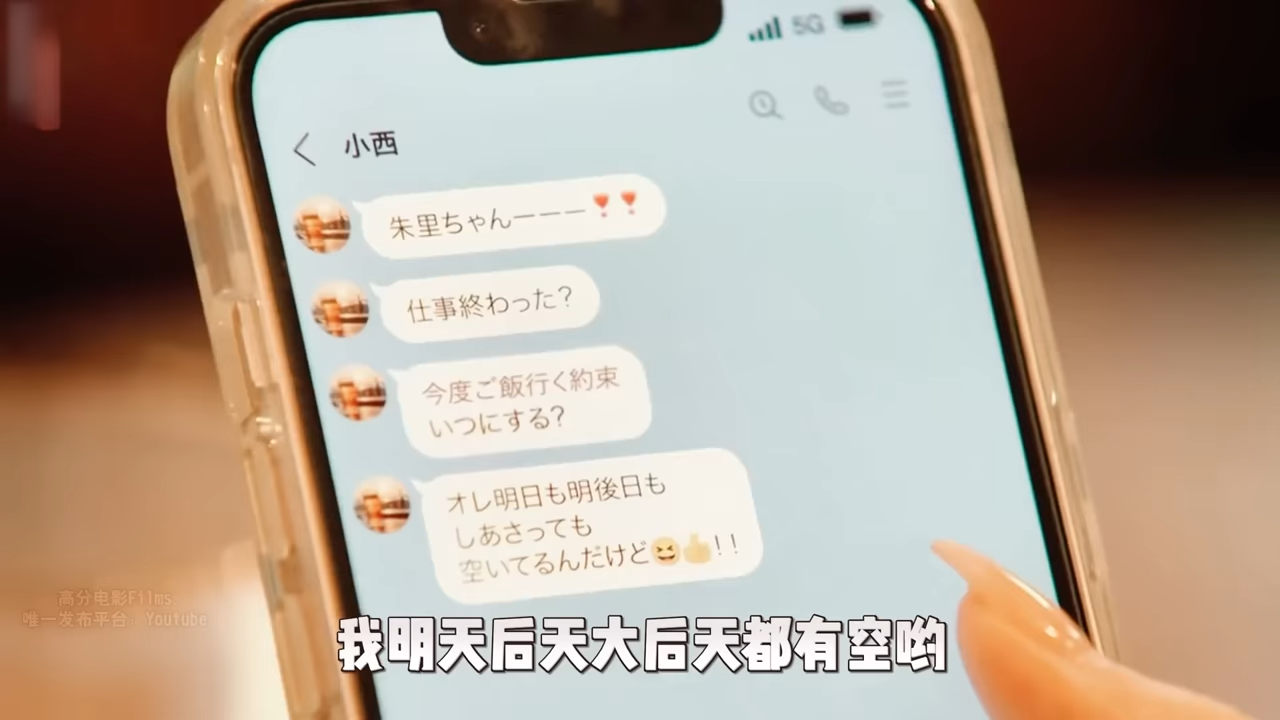 5G
小西
朱里ちゃんーーー❣❣
仕事終わった?
今度ご飯行く約束
いつにする?
オレ明日も明後日も
しあさっても
空いてるんだけど😆👍!!
高分电影Films
唯一发布平台：Youtube
我明天后天大后天都有空哟